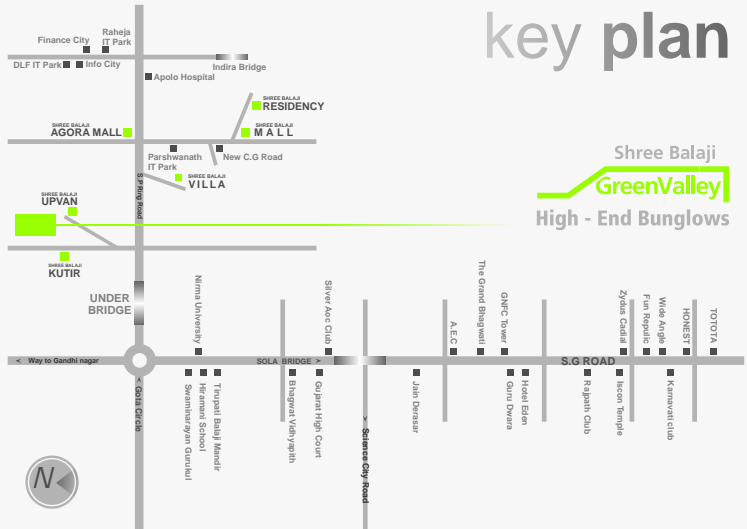 key plan
Raheja
IT Park
Finance City
DLF IT Park
Info City
Indira Bridge
Apolo Hospital
SHREE BALAJI
RESIDENCY
SHREE BALAJI
AGORA MALL
SHREE BALAJI
MALL
Parshwanath
IT Park
New C.G Road
SHREE BALAJI
VILLA
S P Ring Road
Shree Balaji
GreenValley
High - End Bunglows
SHREE BALAJI
UPVAN
SHREE BALAJI
KUTIR
UNDER
BRIDGE
Nirma University
Silver Aoc Club
The Grand Bhagwati
A.E.C
GNFC Tower
Zydus Cadial
Fun Repulic
Wide Angle
HONEST
TOTOTA
< Way to Gandhi nagar
SOLA BRIDGE >
S.G ROAD
< Gota Circle
Swaminarayan Gurukul
Hiramani School
Tirupati Balaji Mandir
Bhagwat Vidhyapith
Gujarat High Court
< Science City Road
Jain Derasar
Guru Dwara
Hotel Eden
Rajpath Club
Iscon Temple
Karnavati club
N